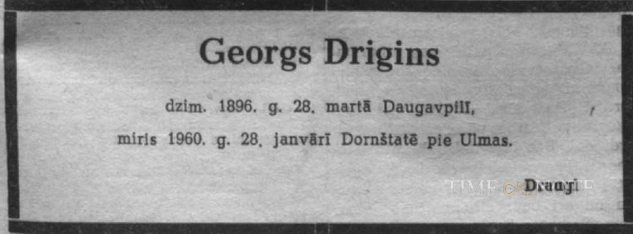 Georgs Drigins
dzim. 1896. g. 28. martā Daugavpilī,
miris 1960. g. 28. janvārī Dornštatē pie Ulmas.
Draugi